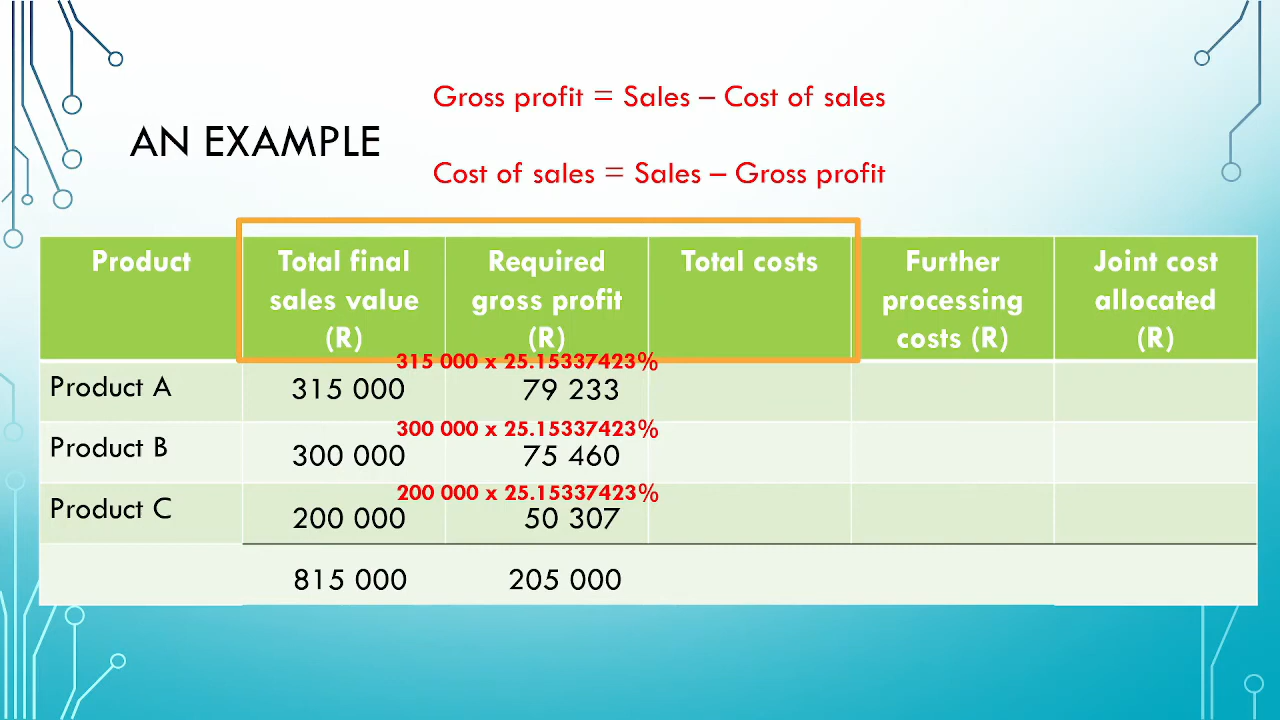 Gross profit = Sales – Cost of sales
AN EXAMPLE
Cost of sales = Sales – Gross profit
Product
Total final
sales value
(R)
Required
gross profit
(R)
Total costs
Further
processing
costs (R)
Joint cost
allocated
(R)
315 000 x 25.15337423%
Product A 315 000 79 233
300 000 x 25.15337423%
Product B 300 000 75 460
200 000 x 25.15337423%
Product C 200 000 50 307
815 000 205 000